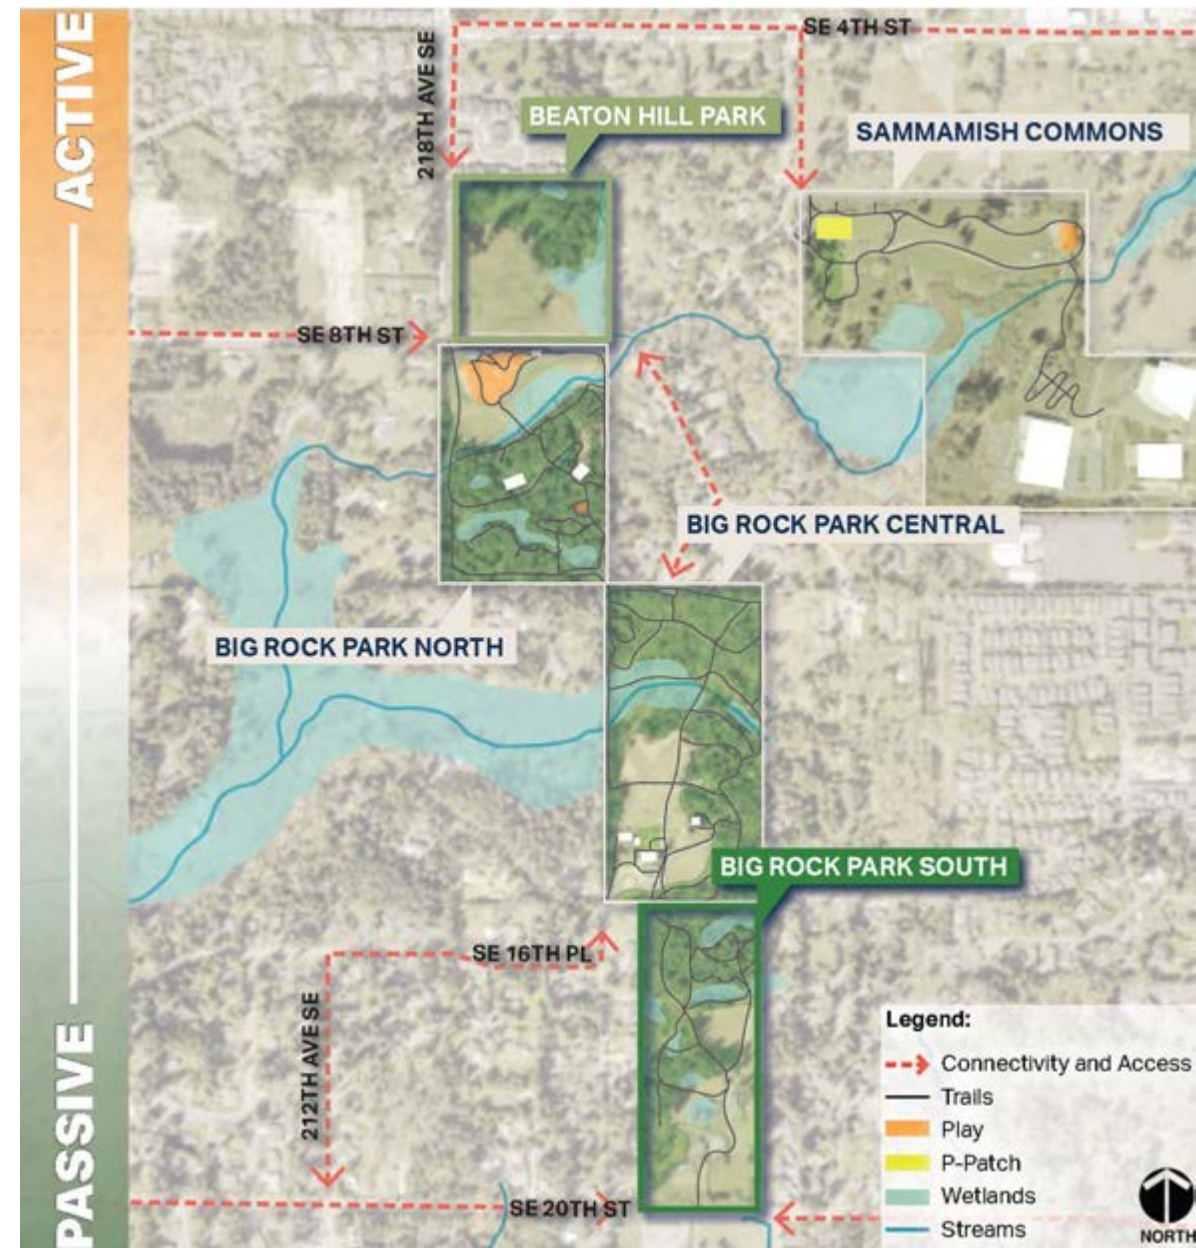 ACTIVE
PASSIVE
SE 4TH ST
218TH AVE SE
BEATON HILL PARK
SAMMAMISH COMMONS
SE 8TH ST
BIG ROCK PARK CENTRAL
BIG ROCK PARK NORTH
BIG ROCK PARK SOUTH
SE 16TH PL
212TH AVE SE
SE 20TH ST
Legend:
Connectivity and Access
Trails
Play
P-Patch
Wetlands
Streams
NORTH